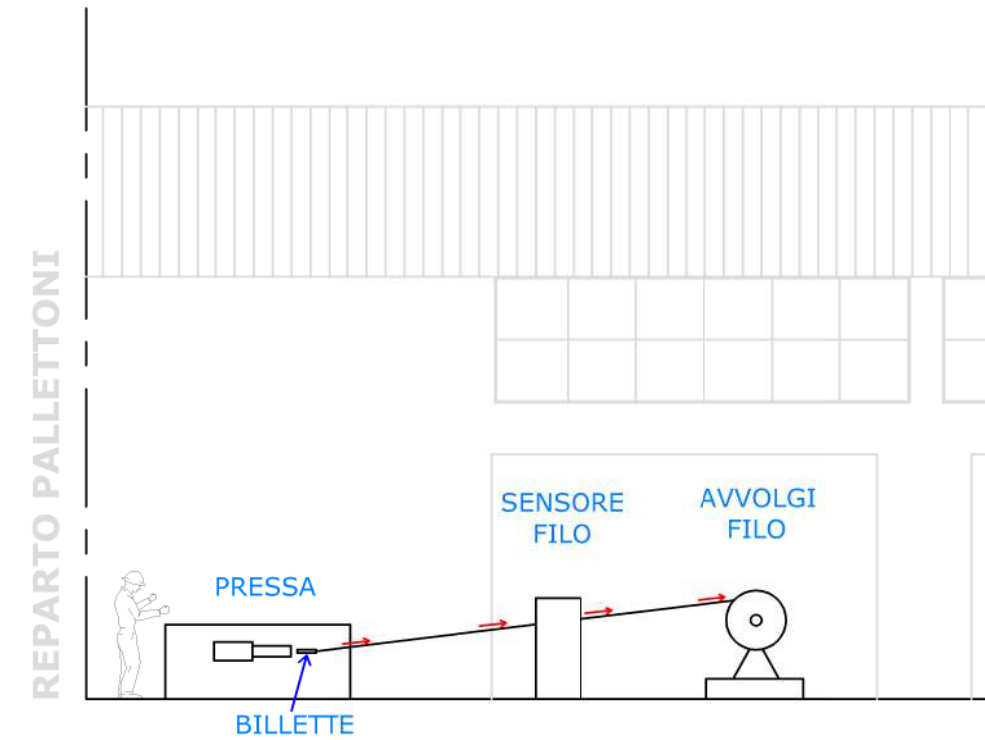 REPARTO PALLETTONI
SENSORE
FILO
AVVOLGI
FILO
PRESSA
BILLETTE